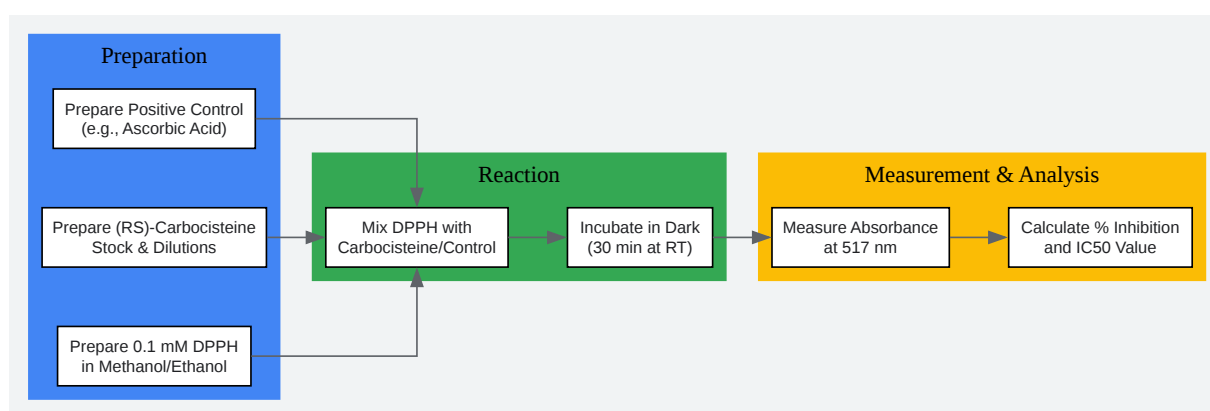 Preparation
Prepare Positive Control
(e.g., Ascorbic Acid)
Prepare (RS)-Carbocisteine
Stock & Dilutions
Prepare 0.1 mM DPPH
in Methanol/Ethanol
Reaction
Mix DPPH with
Carbocisteine/Control
Incubate in Dark
(30 min at RT)
Measurement & Analysis
Measure Absorbance
at 517 nm
Calculate % Inhibition
and IC50 Value